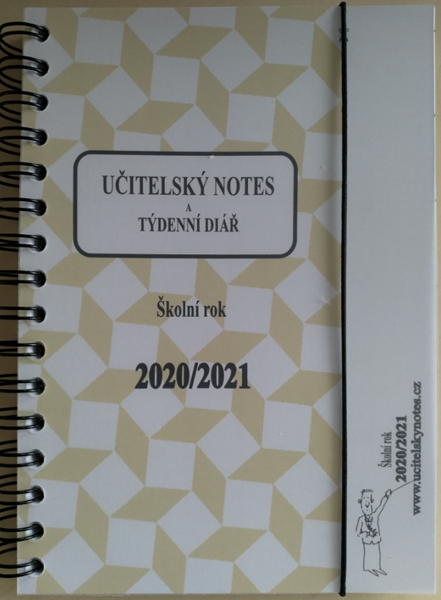 UČITELSKÝ NOTES
A
TÝDENNÍ DIÁŘ
Školní rok
2020/2021
Školní rok
2020/2021
www.ucitelskynotes.cz